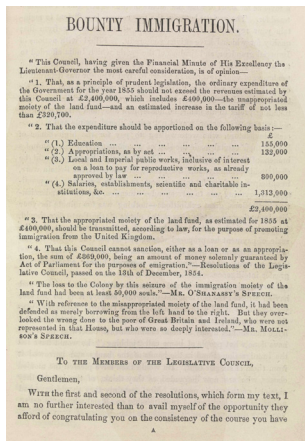 BOUNTY IMMIGRATION.
"This Council, having given the Financial Minute of His Excellency the
Lieutenant-Governor the most careful consideration, is of opinion—
"1. That, as a principle of prudent legislation, the ordinary expenditure of
the Government for the year 1855 should not exceed the revenues estimated by
this Council at £2,400,000, which includes £400,000—the unappropriated
moiety of the land fund—and an estimated increase in the tariff of not less
than £320,700.
"2. That the expenditure should be apportioned on the following basis:—
£
"(1.) Education ... ... ... ... ... 155,000
"(2.) Appropriations, as by act ... ... ... ... 132,000
"(3.) Local and Imperial public works, inclusive of interest
on a loan to pay for reproductive works, as already
approved by law ... ... ... ... 800,000
"(4.) Salaries, establishments, scientific and charitable in-
stitutions, &c. ... ... ... ... ... 1,313,000
£2,400,000
"3. That the appropriated moiety of the land fund, as estimated for 1855 at
£400,000, should be transmitted, according to law, for the purpose of promoting
immigration from the United Kingdom.
"4. That this Council cannot sanction, either as a loan or as an appropria-
tion, the sum of £869,000, being an amount of money solemnly guaranteed by
Act of Parliament for the purposes of emigration."—Resolutions of the Legis-
lative Council, passed on the 13th of December, 1854.
"The loss to the Colony by this seizure of the immigration moiety of the
land fund had been at least 50,000 souls."—MR. O'SHANASSY'S SPEECH.
"With reference to the misappropriated moiety of the land fund, it had been
defended as merely borrowing from the left hand to the right. But they over-
looked the wrong done to the poor of Great Britain and Ireland, who were not
represented in that House, but who were so deeply interested."—MR. MOLLI-
SON'S SPEECH.
TO THE MEMBERS OF THE LEGISLATIVE COUNCIL,
Gentlemen,
WITH the first and second of the resolutions, which form my text, I
am no further interested than to avail myself of the opportunity they
afford of congratulating you on the consistency of the course you have
A